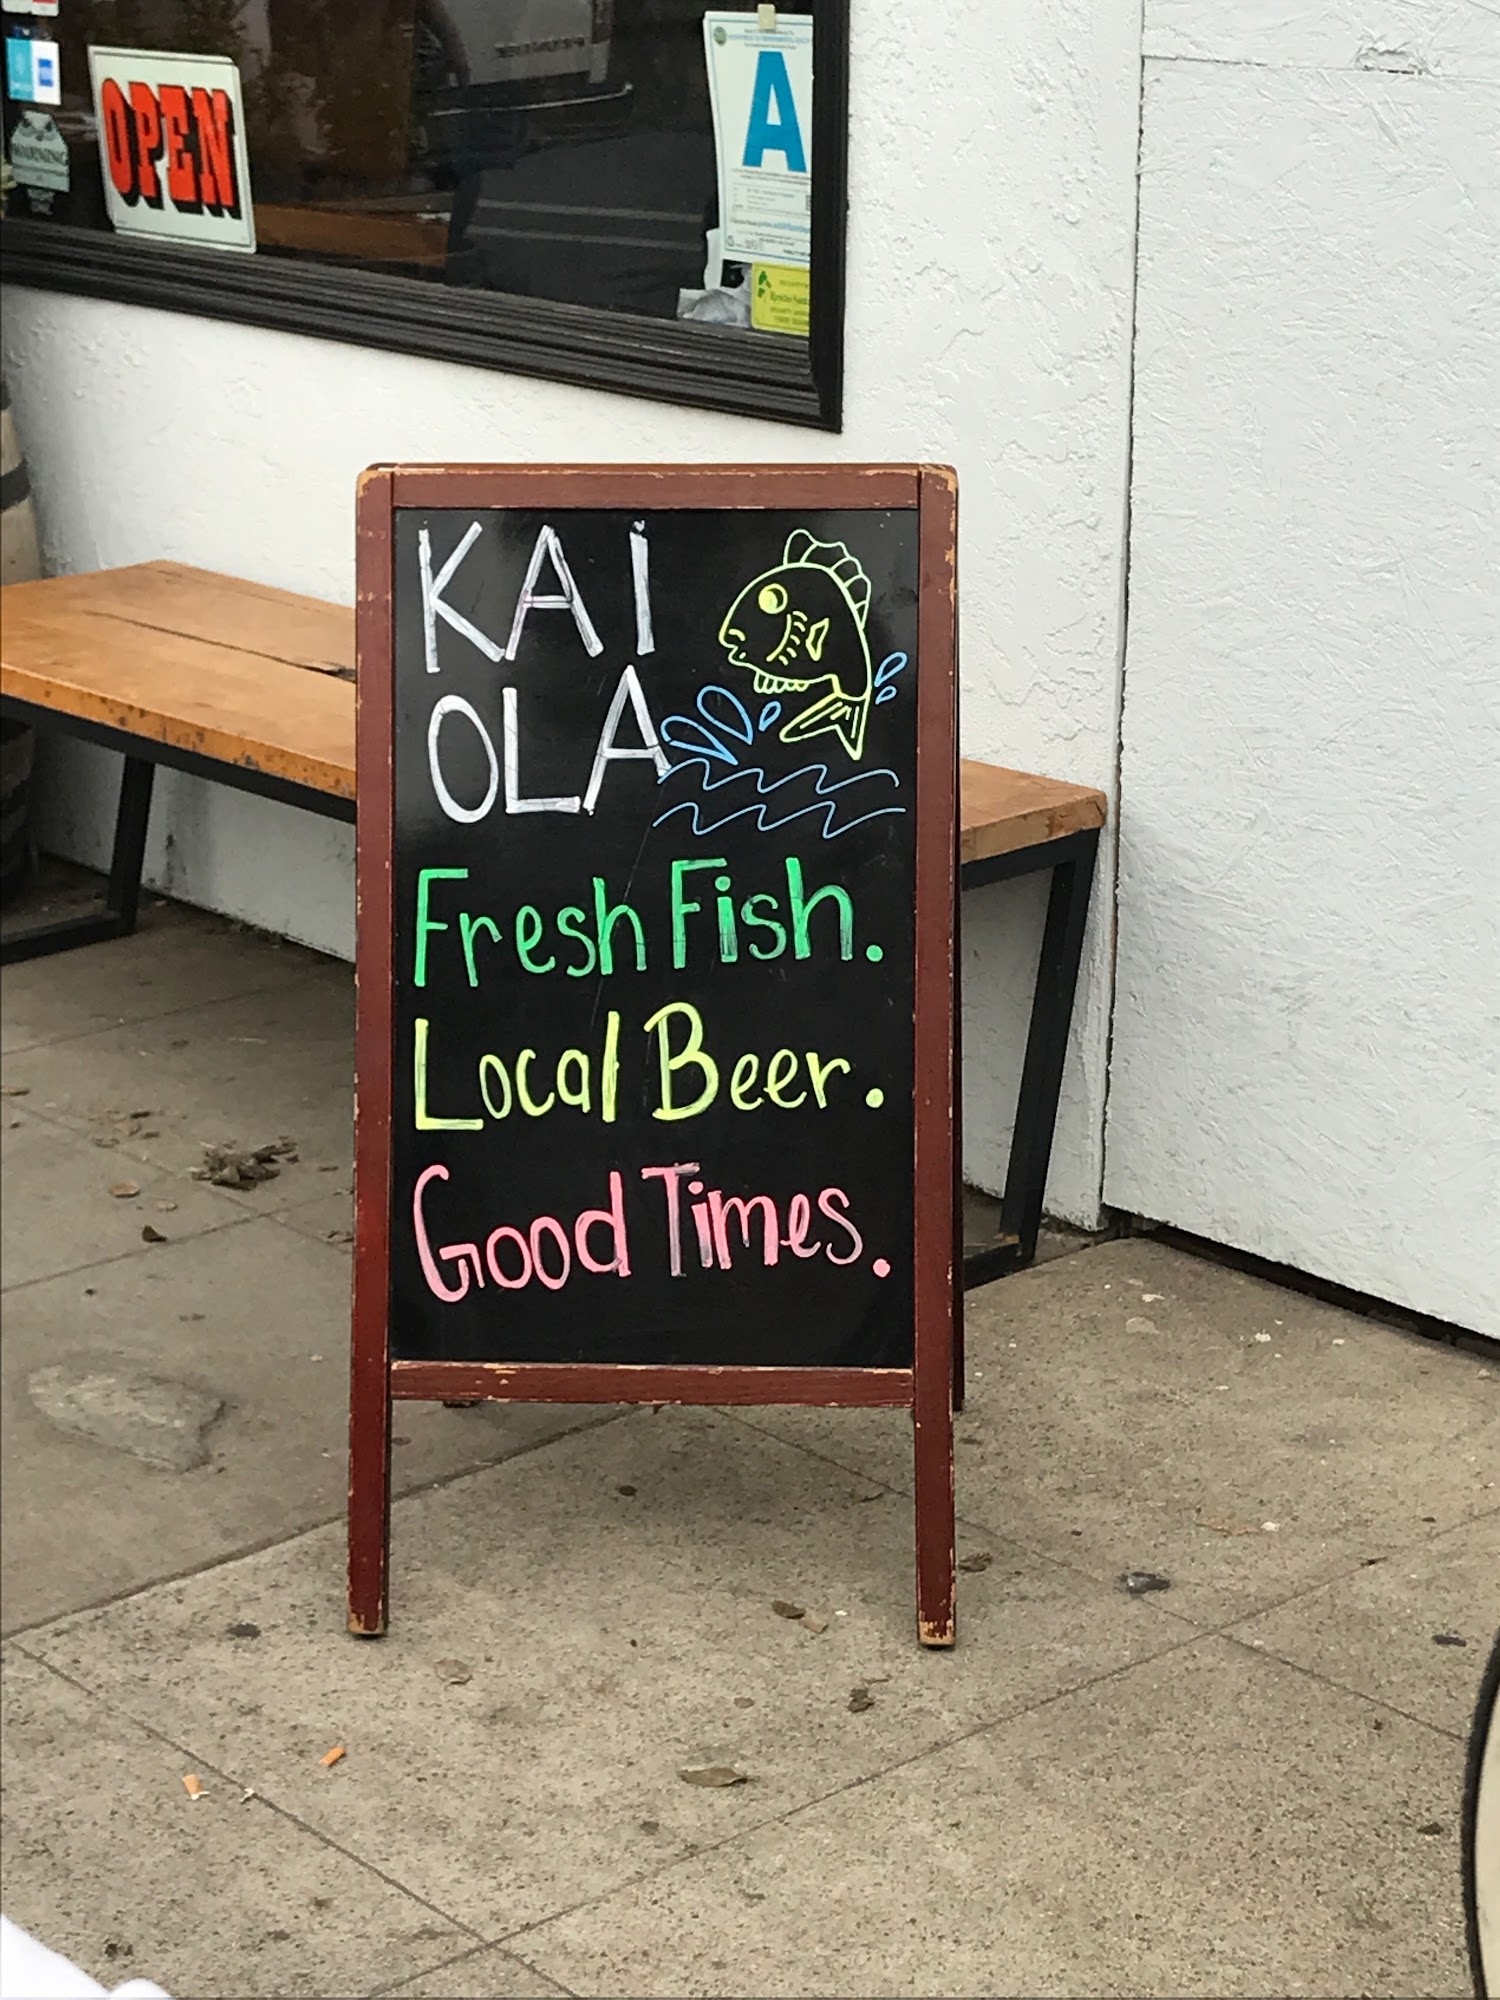 OPEN
A
KAI
OLA
Fresh Fish.
Local Beer.
Good Times.